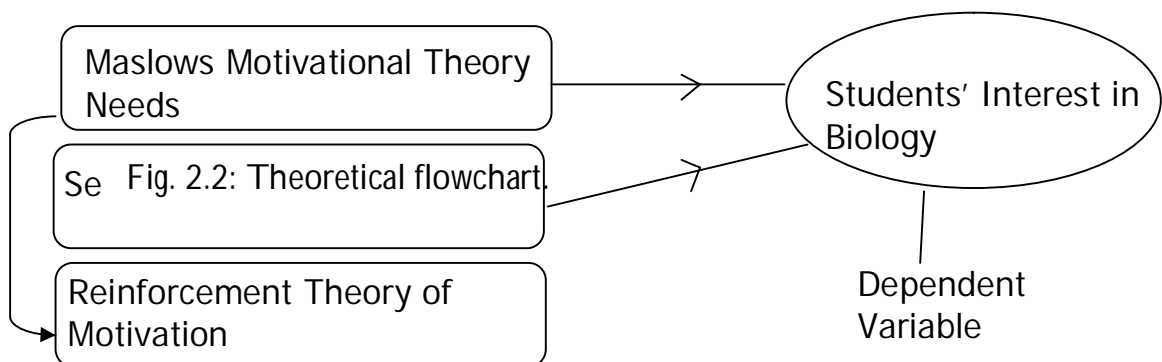 Maslows Motivational Theory
Needs
Students' Interest in
Biology
Se Fig. 2.2: Theoretical flowchart.
Reinforcement Theory of
Motivation
Dependent
Variable